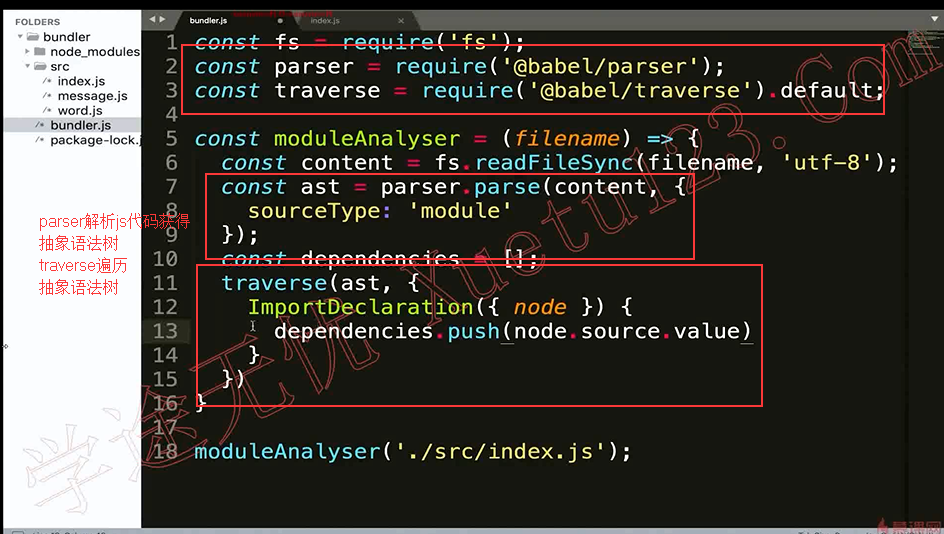 FOLDERS
bundler
node_modules
src
index.js
message.js
word.js
bundler.js
package-lock.j
bundler.js
index.js
1 const fs = require('fs');
2 const parser = require('@babel/parser');
3 const traverse = require('@babel/traverse').default;
4
5 const moduleAnalyser = (filename) => {
6 const content = fs.readFileSync(filename, 'utf-8');
7 const ast = parser.parse(content, {
8 sourceType: 'module'
9 });
10 const dependencies = [];
11 traverse(ast, {
12 ImportDeclaration({ node }) {
13 dependencies.push(node.source.value)
14 }
15 })
16 }
17
18 moduleAnalyser('./src/index.js');
parser解析js代码获得
抽象语法树
traverse遍历
抽象语法树
学途无忧 Xuetu123.Com